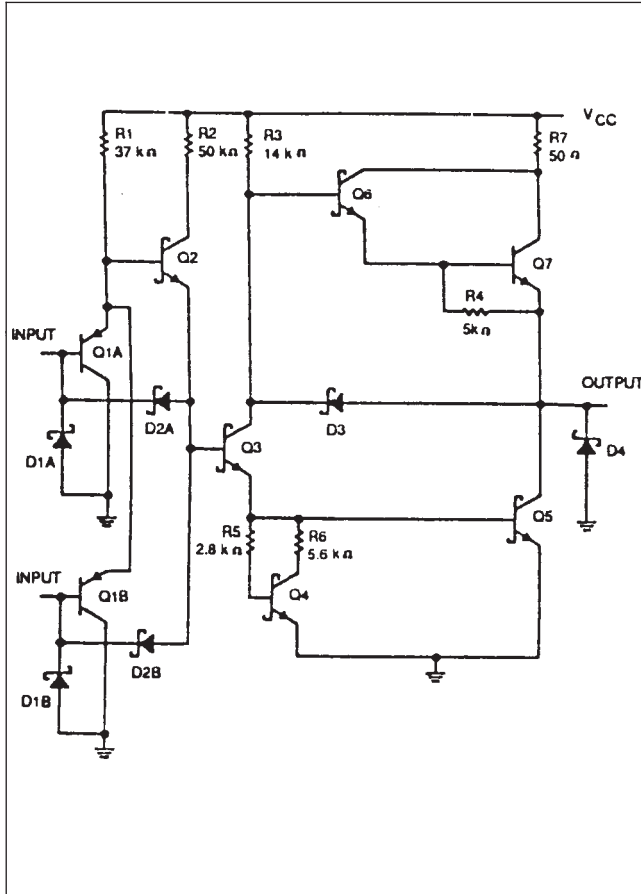 VCC
R1
37 kΩ
R2
50 kΩ
R3
14 kΩ
R7
50 Ω
Q6
Q2
Q7
R4
5kΩ
INPUT
Q1A
OUTPUT
D2A
D3
D1A
Q3
D4
R5
2.8 kΩ
R6
5.6 kΩ
Q5
INPUT
Q4
Q1B
D2B
D1B